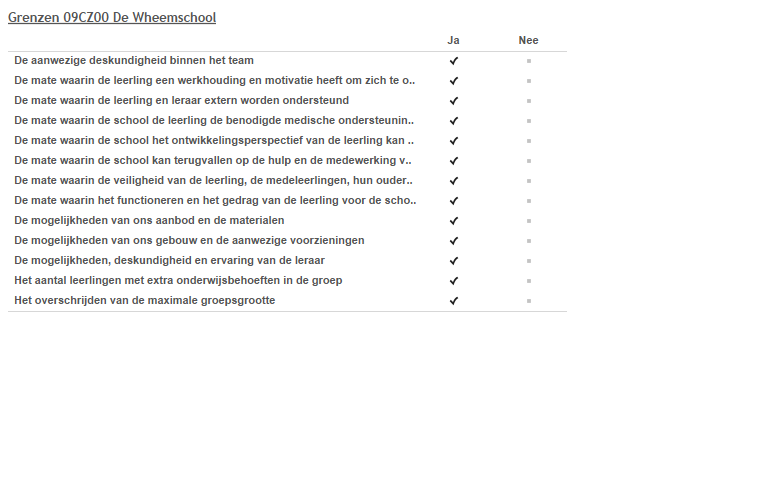 Grenzen 09CZ00 De Wheemschool
Ja Nee
De aanwezige deskundigheid binnen het team
De mate waarin de leerling een werkhouding en motivatie heeft om zich te o..
De mate waarin de leerling en leraar extern worden ondersteund
De mate waarin de school de leerling de benodigde medische ondersteunin..
De mate waarin de school het ontwikkelingsperspectief van de leerling kan ..
De mate waarin de school kan terugvallen op de hulp en de medewerking v..
De mate waarin de veiligheid van de leerling, de medeleerlingen, hun ouder..
De mate waarin het functioneren en het gedrag van de leerling voor de scho..
De mogelijkheden van ons aanbod en de materialen
De mogelijkheden van ons gebouw en de aanwezige voorzieningen
De mogelijkheden, deskundigheid en ervaring van de leraar
Het aantal leerlingen met extra onderwijsbehoeften in de groep
Het overschrijden van de maximale groepsgrootte